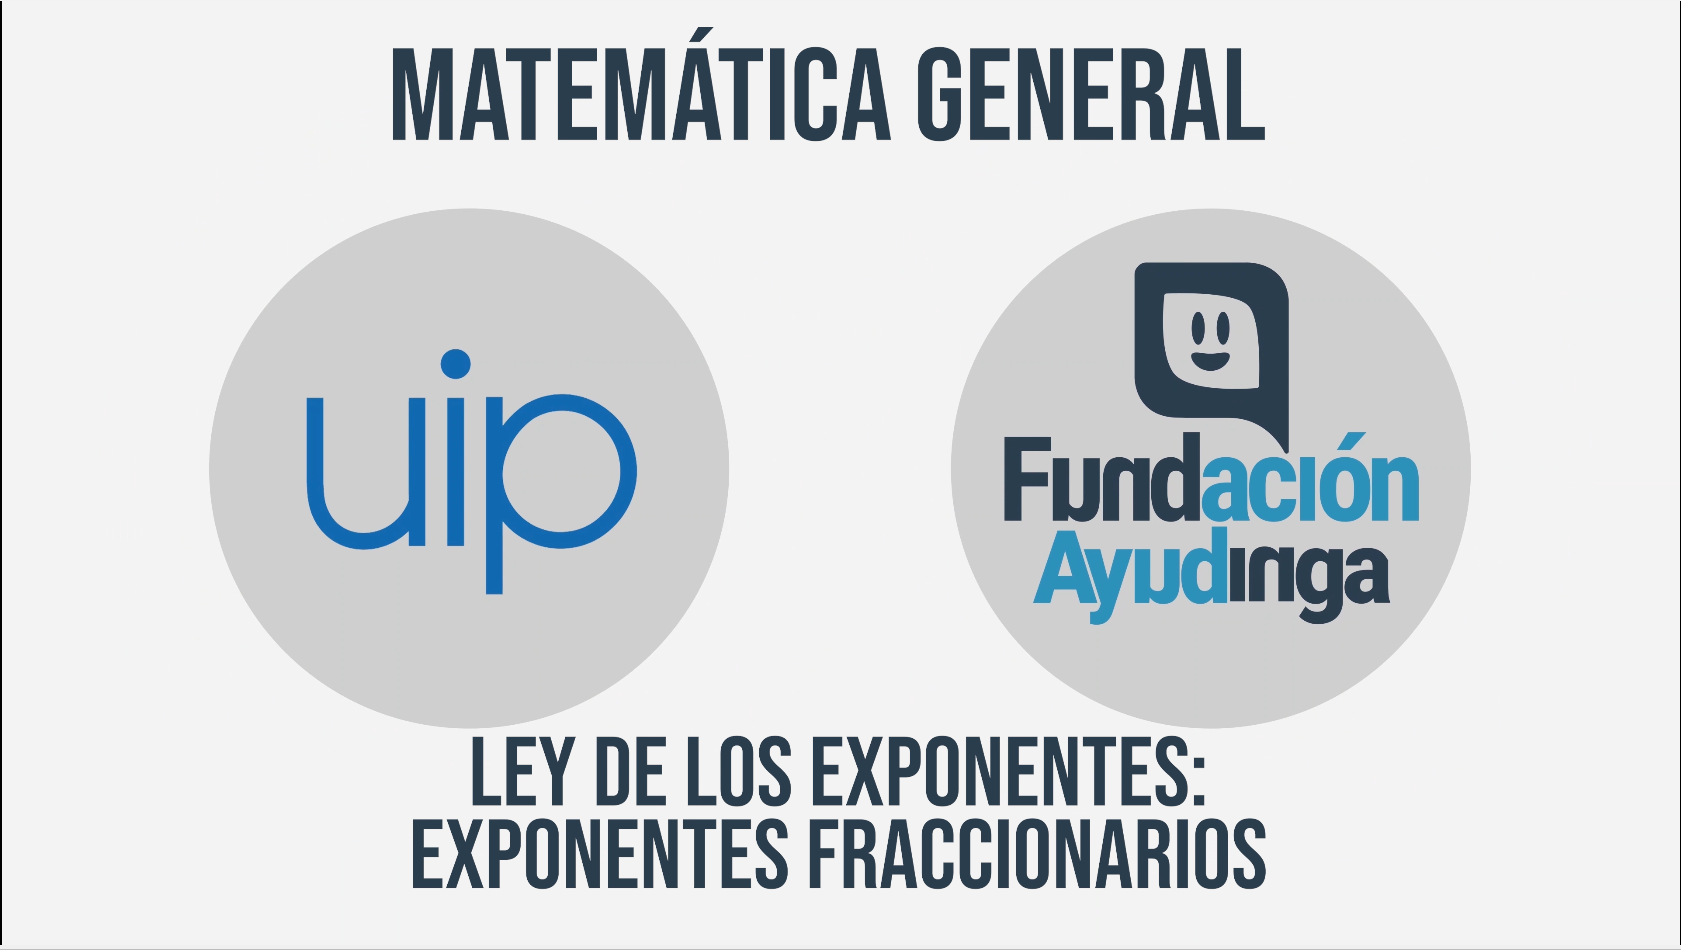 MATEMÁTICA GENERAL
uip
Fundación
Ayudinga
LEY DE LOS EXPONENTES:
EXPONENTES FRACCIONARIOS